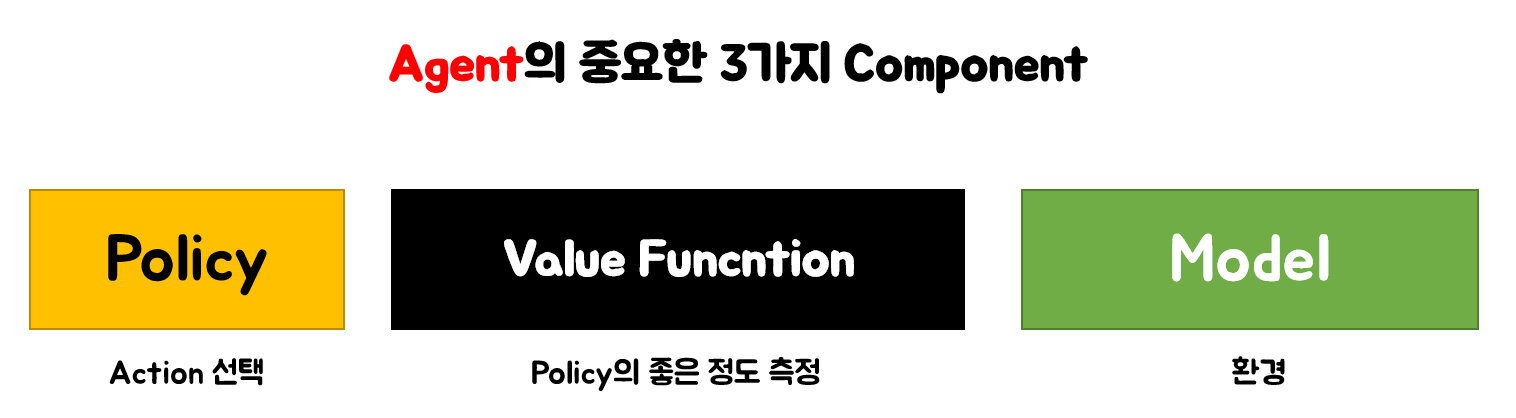 Agent의 중요한 3가지 Component
Policy
Value Funcntion
Model
Action 선택
Policy의 좋은 정도 측정
환경